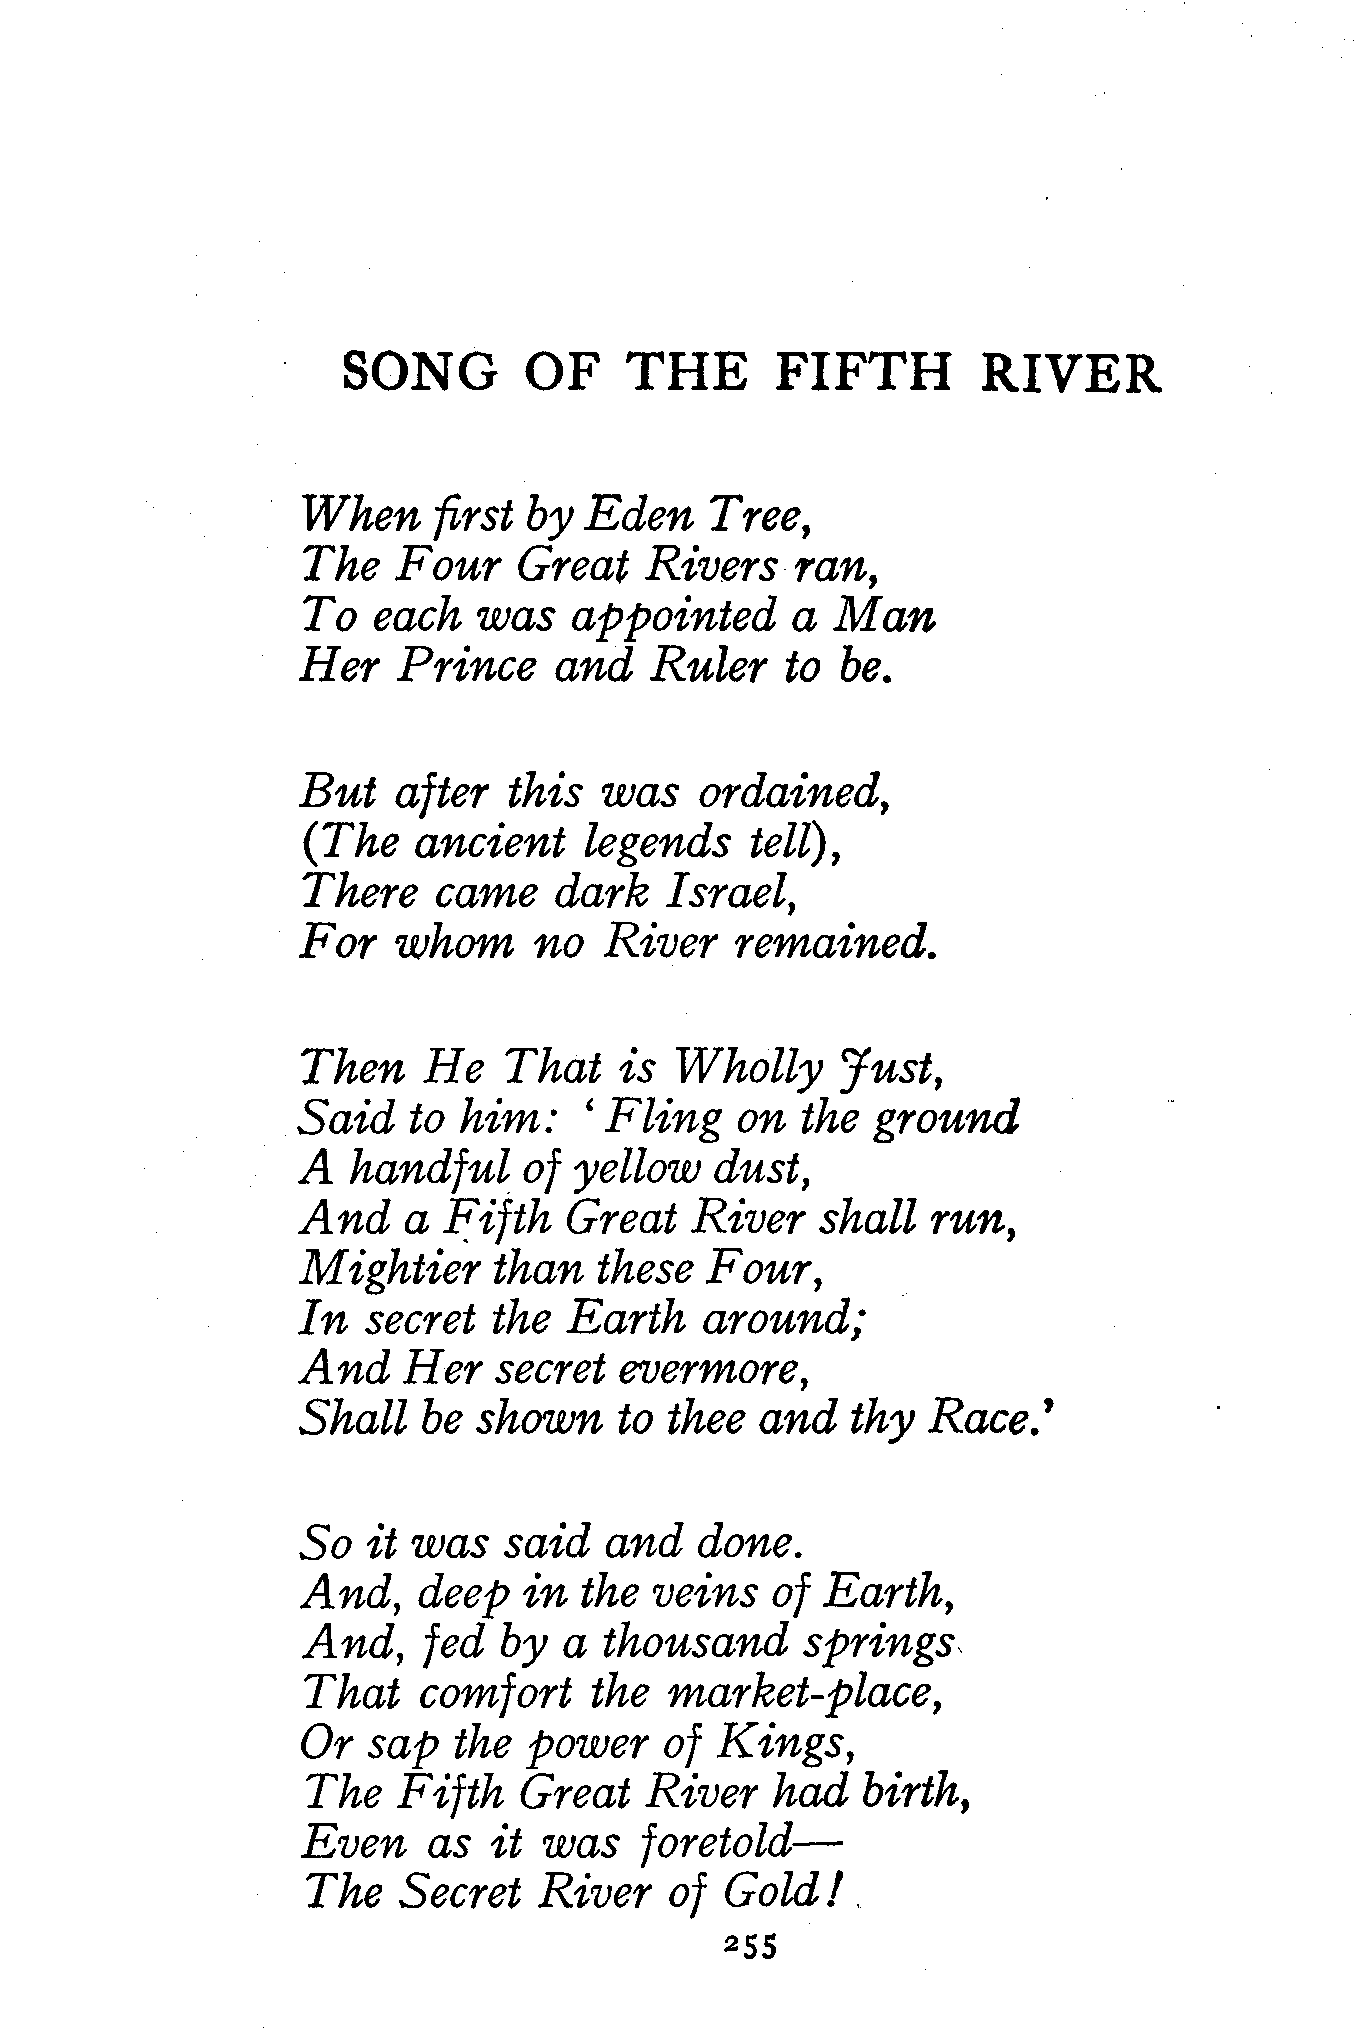 SONG OF THE FIFTH RIVER
When first by Eden Tree,
The Four Great Rivers ran,
To each was appointed a Man
Her Prince and Ruler to be.
But after this was ordained,
(The ancient legends tell),
There came dark Israel,
For whom no River remained.
Then He That is Wholly Just,
Said to him: ‘ Fling on the ground
A handful of yellow dust,
And a Fifth Great River shall run,
Mightier than these Four,
In secret the Earth around;
And Her secret evermore,
Shall be shown to thee and thy Race.’
So it was said and done.
And, deep in the veins of Earth,
And, fed by a thousand springs
That comfort the market-place,
Or sap the power of Kings,
The Fifth Great River had birth,
Even as it was foretold—
The Secret River of Gold!
255